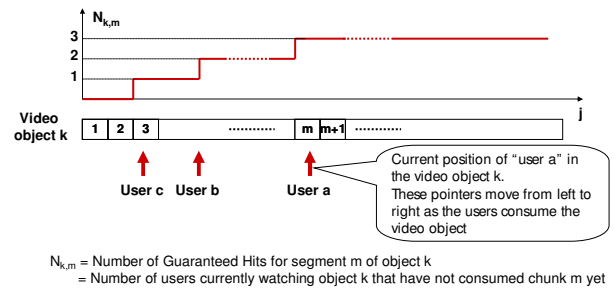 N k,m
3
2
1
j
Video object k
1 2 3 ............ m m+1 ............
User c User b User a
Current position of “user a” in
the video object k.
These pointers move from left to
right as the users consume the
video object
N k,m = Number of Guaranteed Hits for segment m of object k
= Number of users currently watching object k that have not consumed chunk m yet